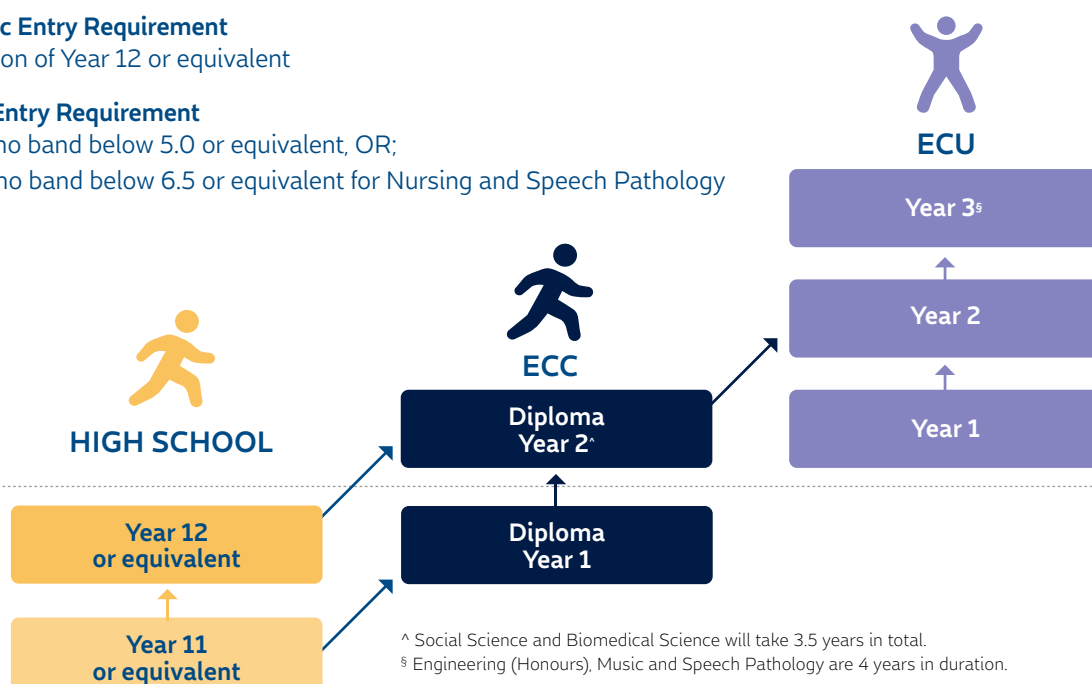 c Entry Requirement
on of Year 12 or equivalent
Entry Requirement
no band below 5.0 or equivalent, OR;
no band below 6.5 or equivalent for Nursing and Speech Pathology
ECU
Year 3§
Year 2
Year 1
ECC
Diploma
Year 2^
Diploma
Year 1
HIGH SCHOOL
Year 12
or equivalent
Year 11
or equivalent
^ Social Science and Biomedical Science will take 3.5 years in total.
§ Engineering (Honours), Music and Speech Pathology are 4 years in duration.